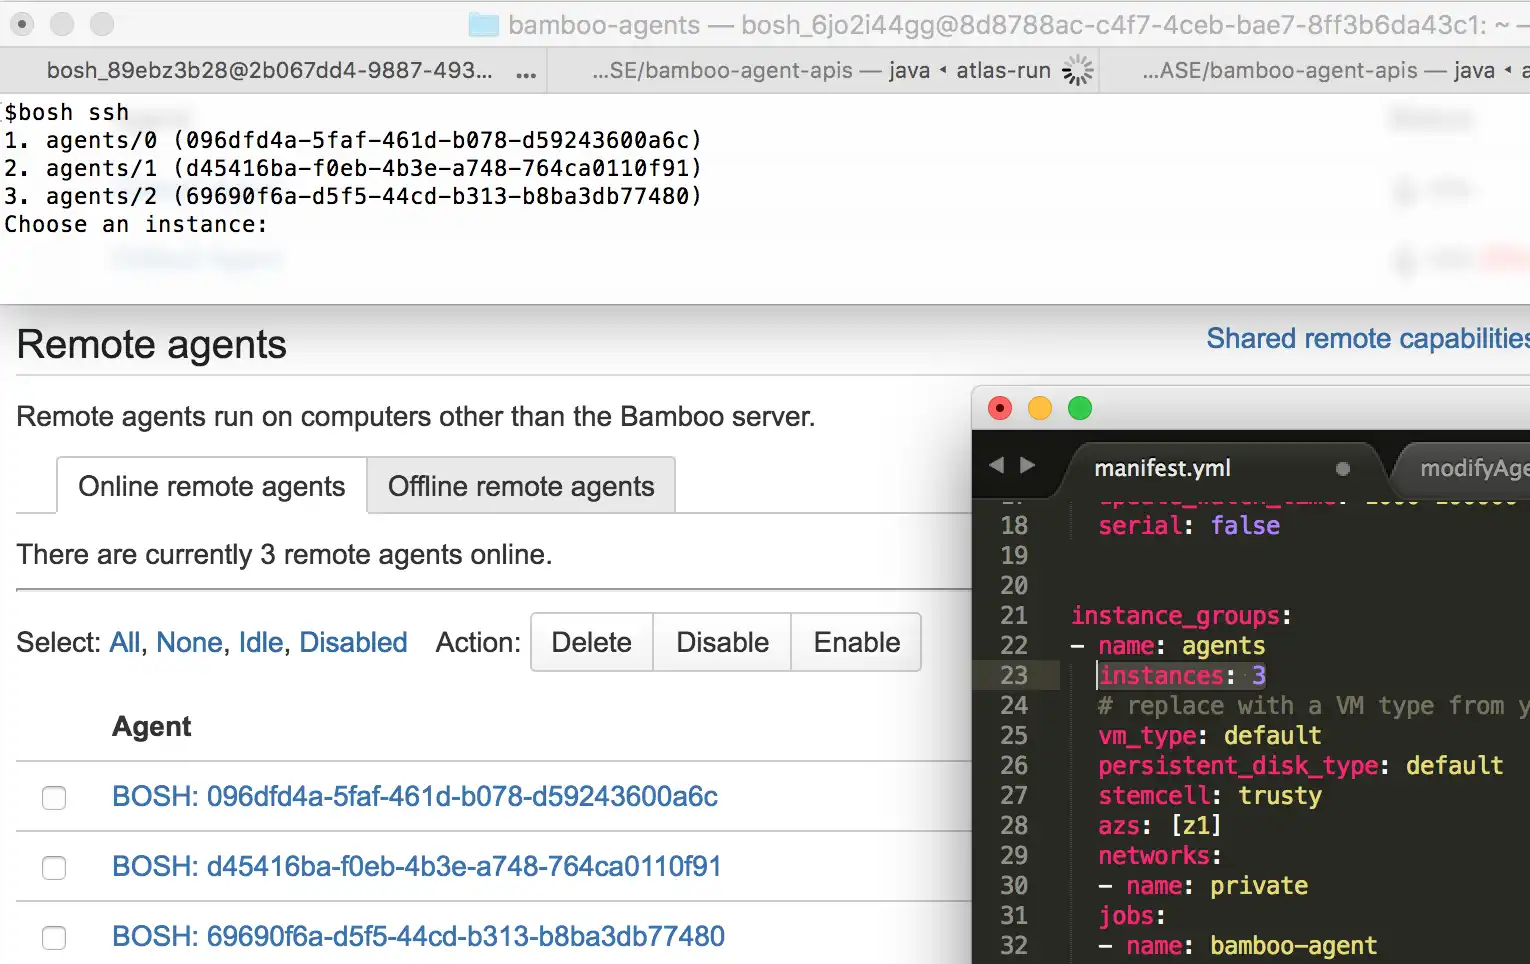 bamboo-agents — bosh_6jo2i44gg@8d8788ac-c4f7-4ceb-bae7-8ff3b6da43c1: ~ —
bosh_89ebz3b28@2b067dd4-9887-493... ...
...SE/bamboo-agent-apis — java ◂ atlas-run
...ASE/bamboo-agent-apis — java ◂ a
$bosh ssh
1. agents/0 (096dfd4a-5faf-461d-b078-d59243600a6c)
2. agents/1 (d45416ba-f0eb-4b3e-a748-764ca0110f91)
3. agents/2 (69690f6a-d5f5-44cd-b313-b8ba3db77480)
Choose an instance:
Remote agents
Shared remote capabilities
Remote agents run on computers other than the Bamboo server.
Online remote agents
Offline remote agents
There are currently 3 remote agents online.
Select: All, None, Idle, Disabled Action: Delete Disable Enable
Agent
BOSH: 096dfd4a-5faf-461d-b078-d59243600a6c
BOSH: d45416ba-f0eb-4b3e-a748-764ca0110f91
BOSH: 69690f6a-d5f5-44cd-b313-b8ba3db77480
manifest.yml
modifyAge
18 serial: false
19
20
21 instance_groups:
22 - name: agents
23 instances: 3
24 # replace with a VM type from y
25 vm_type: default
26 persistent_disk_type: default
27 stemcell: trusty
28 azs: [z1]
29 networks:
30 - name: private
31 jobs:
32 - name: bamboo-agent